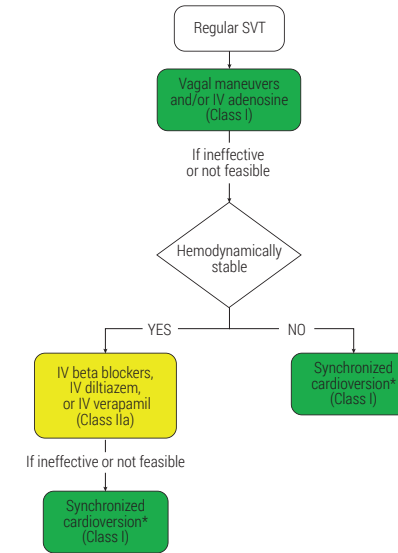 Regular SVT
Vagal maneuvers
and/or IV adenosine
(Class I)
If ineffective
or not feasible
Hemodynamically
stable
YES
NO
IV beta blockers,
IV diltiazem,
or IV verapamil
(Class IIa)
Synchronized
cardioversion*
(Class I)
If ineffective or not feasible
Synchronized
cardioversion*
(Class I)